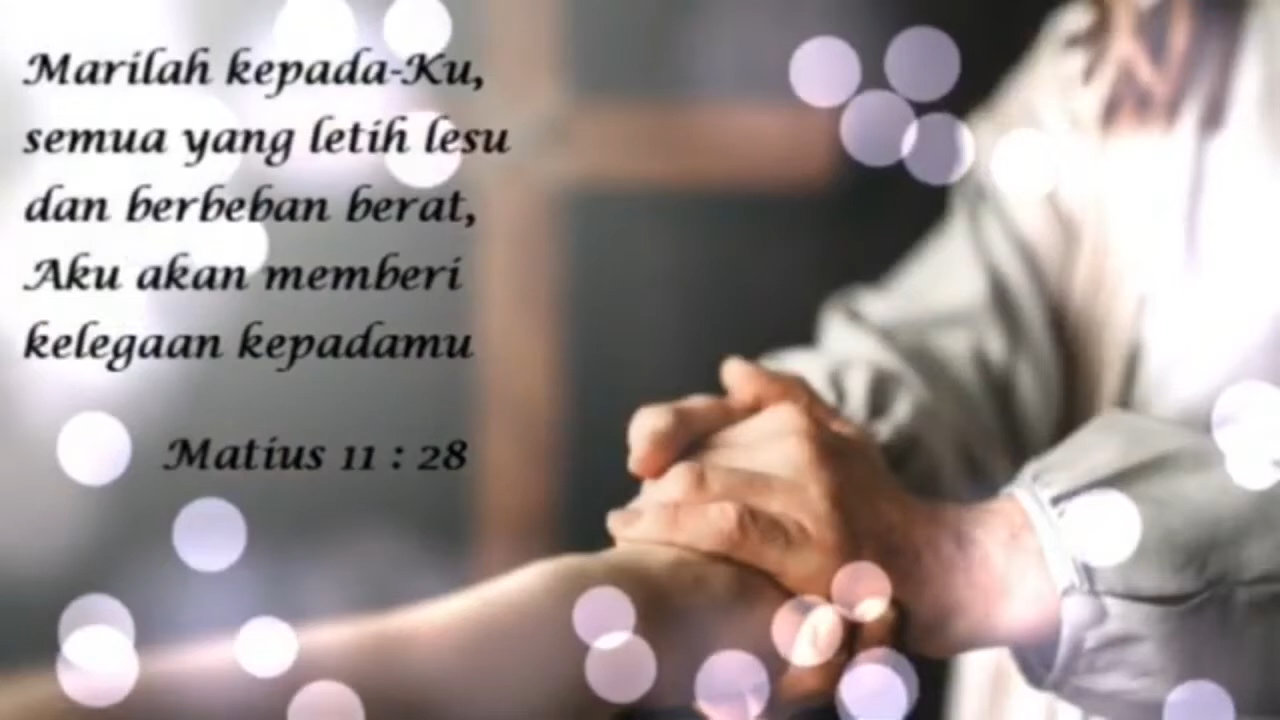 Marilah kepada-Ku,
semua yang letih lesu
dan berbeban berat,
Aku akan memberi
kelegaan kepadamu
Matius 11 : 28